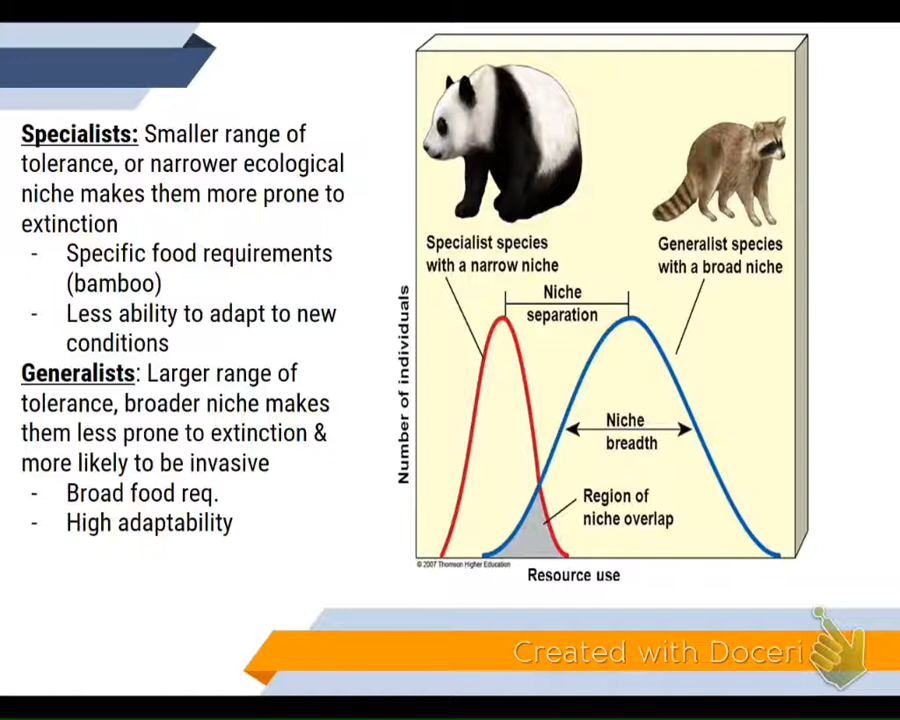 Specialists: Smaller range of
tolerance, or narrower ecological
niche makes them more prone to
extinction
- Specific food requirements
(bamboo)
- Less ability to adapt to new
conditions
Generalists: Larger range of
tolerance, broader niche makes
them less prone to extinction &
more likely to be invasive
- Broad food req.
- High adaptability
Specialist species
with a narrow niche
Generalist species
with a broad niche
Niche
separation
Number of individuals
Niche
breadth
Region of
niche overlap
© 2007 Thomson Higher Education
Resource use
Created with Doceri